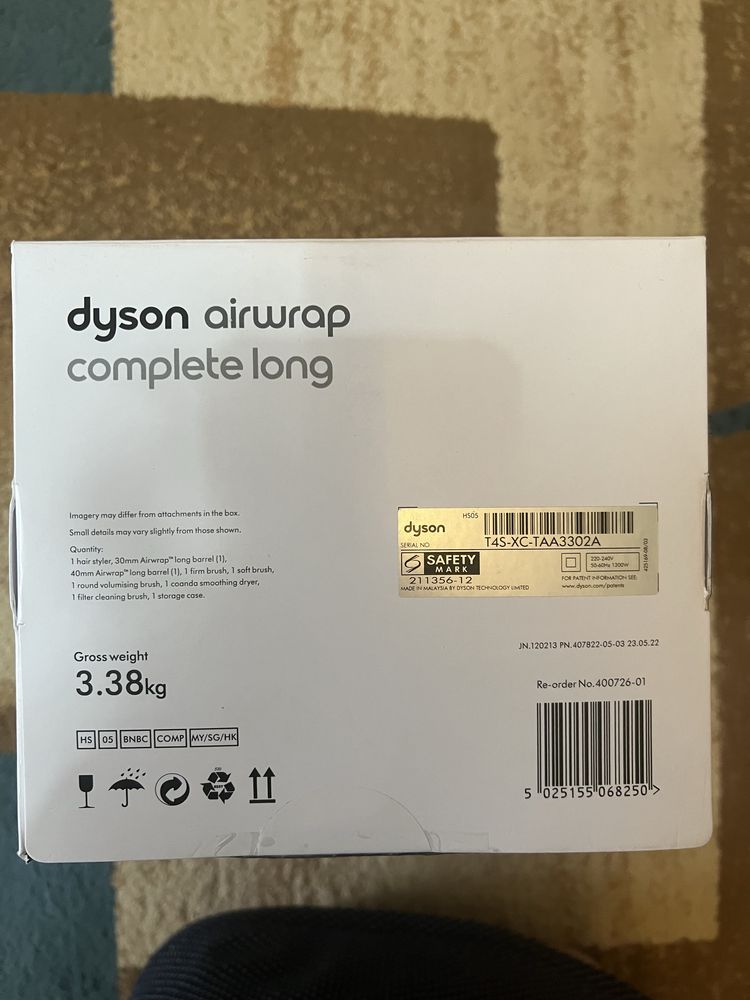 dyson airwrap
complete long
Imagery may differ from attachments in the box.
Small details may vary slightly from those shown.
Quantity:
1 hair styler, 30mm Airwrap™ long barrel (1),
40mm Airwrap™ long barrel (1), 1 firm brush, 1 soft brush,
1 round volumising brush, 1 coanda smoothing dryer,
1 filter cleaning brush, 1 storage case.
dyson
HS05
SERIAL NO
T4S-XC-TAA3302A
SAFETY
MARK
211356-12
220-240V
50-60Hz 1300W
FOR PATENT INFORMATION SEE:
www.dyson.com/patents
MADE IN MALAYSIA BY DYSON TECHNOLOGY LIMITED
JN.120213 PN.407822-05-03 23.05.22
Gross weight
3.38kg
Re-order No.400726-01
HS 05 BNBC COMP MY/SG/HK
5 025155 068250 >